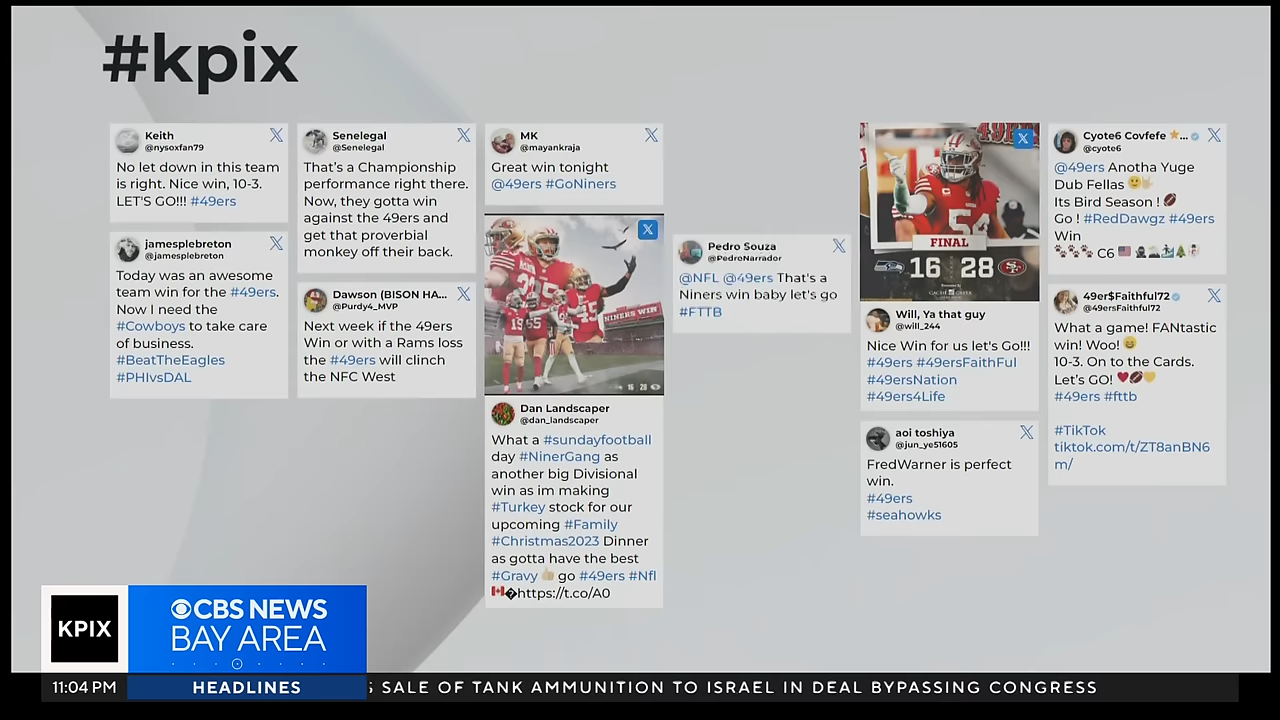 #kpix
Keith
@nysoxfan79
No let down in this team
is right. Nice win, 10-3.
LET'S GO!!! #49ers
jamesplebreton
@jamesplebreton
Today was an awesome
team win for the #49ers.
Now I need the
#Cowboys to take care
of business.
#BeatTheEagles
#PHIvsDAL
Senelegal
@Senelegal
That's a Championship
performance right there.
Now, they gotta win
against the 49ers and
get that proverbial
monkey off their back.
Dawson (BISON HA...
@Purdy4_MVP
Next week if the 49ers
Win or with a Rams loss
the #49ers will clinch
the NFC West
MK
@mayankraja
Great win tonight
@49ers #GoNiners
NINERS WIN
16 28
Dan Landscaper
@dan_landscaper
What a #sundayfootball
day #NinerGang as
another big Divisional
win as im making
#Turkey stock for our
upcoming #Family
#Christmas2023 Dinner
as gotta have the best
#Gravy 👍🏼 go #49ers #Nfl
🇨🇦�https://t.co/A0
Pedro Souza
@PedroNarrador
@NFL @49ers That's a
Niners win baby let's go
#FTTB
49ERS
54
FINAL
16 28
Will, Ya that guy
@will_244
Nice Win for us let's Go!!!
#49ers #49ersFaithFul
#49ersNation
#49ers4Life
aoi toshiya
@jun_ye51605
FredWarner is perfect
win.
#49ers
#seahowks
Cyote6 Covfefe ⭐...
@cyote6
@49ers Anotha Yuge
Dub Fellas
Its Bird Season ! 🏈
Go ! #RedDawgz #49ers
Win
🐾🐾🐾🐾 C6 🇺🇸
49er$Faithful72
@49ersFaithful72
What a game! FANtastic
win! Woo! 😄
10-3. On to the Cards.
Let's GO! ❤️🏈💛
#49ers #fttb
#TikTok
tiktok.com/t/ZT8anBN6
m/
KPIX
CBS NEWS
BAY AREA
11:04 PM HEADLINES S SALE OF TANK AMMUNITION TO ISRAEL IN DEAL BYPASSING CONGRESS